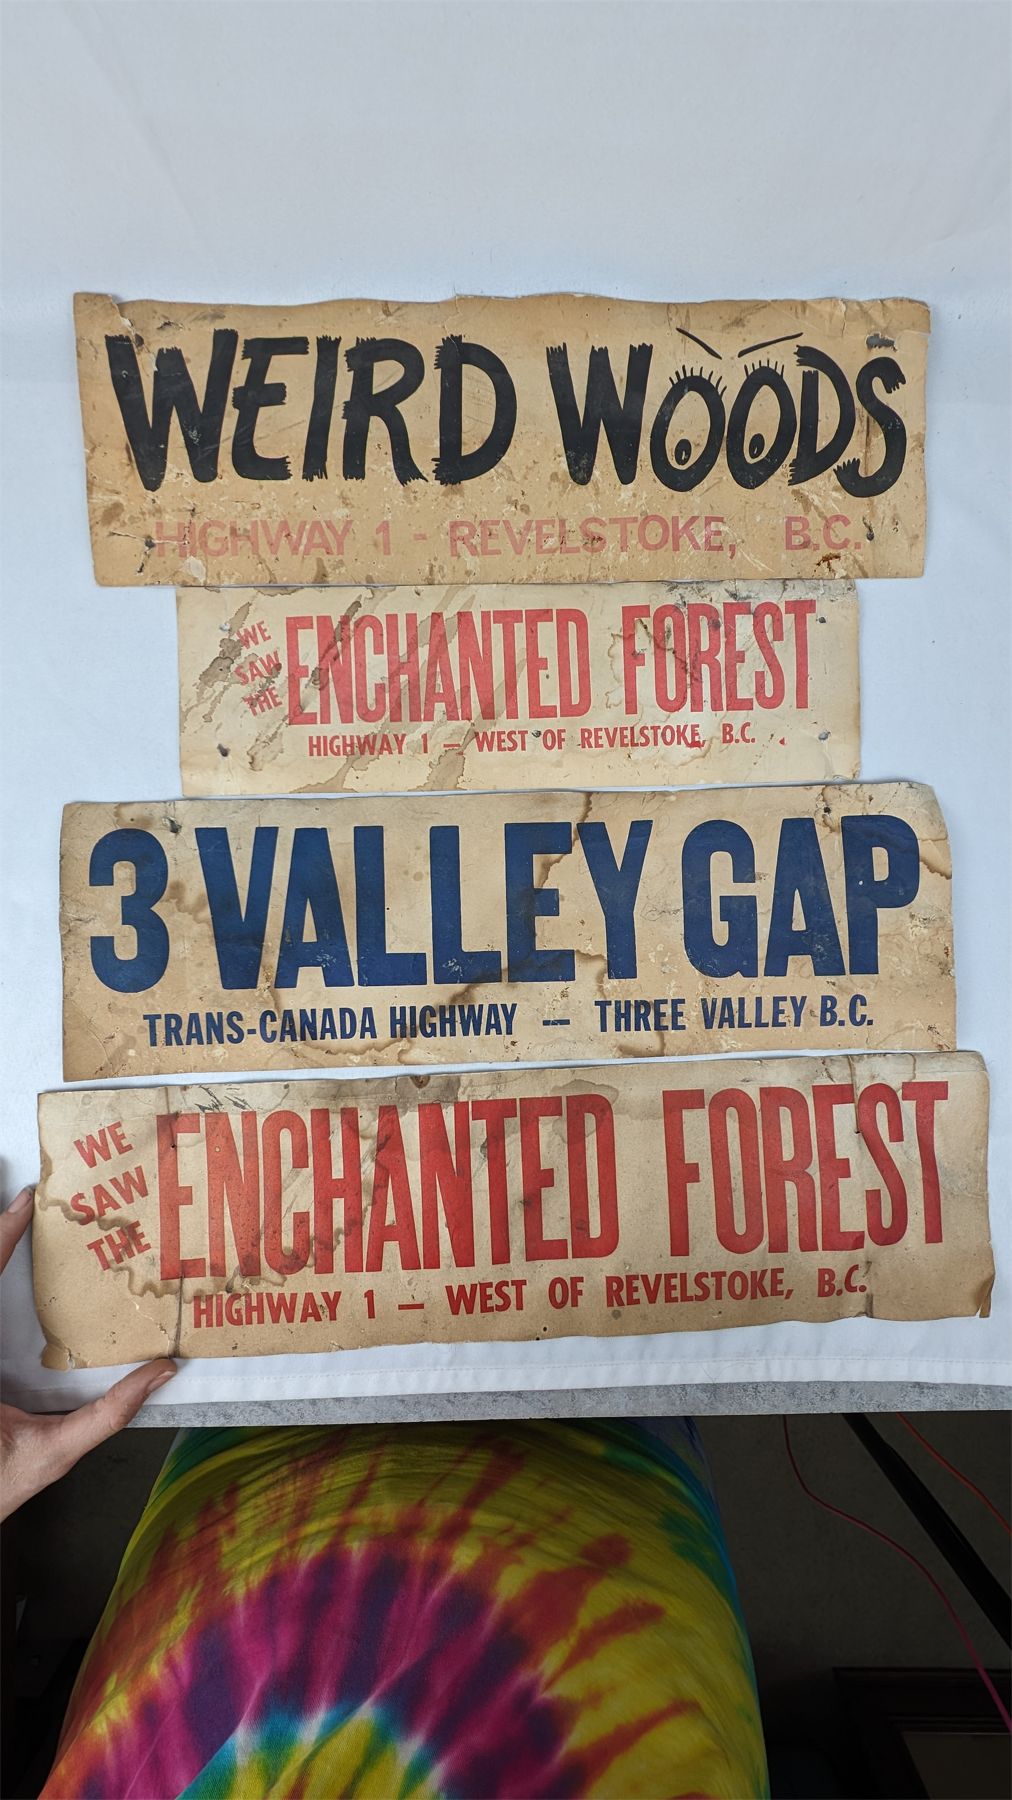 WEIRD WOODS
HIGHWAY 1 - REVELSTOKE, B.C.
WE
SAW
THE
ENCHANTED FOREST
HIGHWAY 1 — WEST OF REVELSTOKE, B.C.
3 VALLEY GAP
TRANS-CANADA HIGHWAY — THREE VALLEY B.C.
WE
SAW
THE
ENCHANTED FOREST
HIGHWAY 1 — WEST OF REVELSTOKE, B.C.